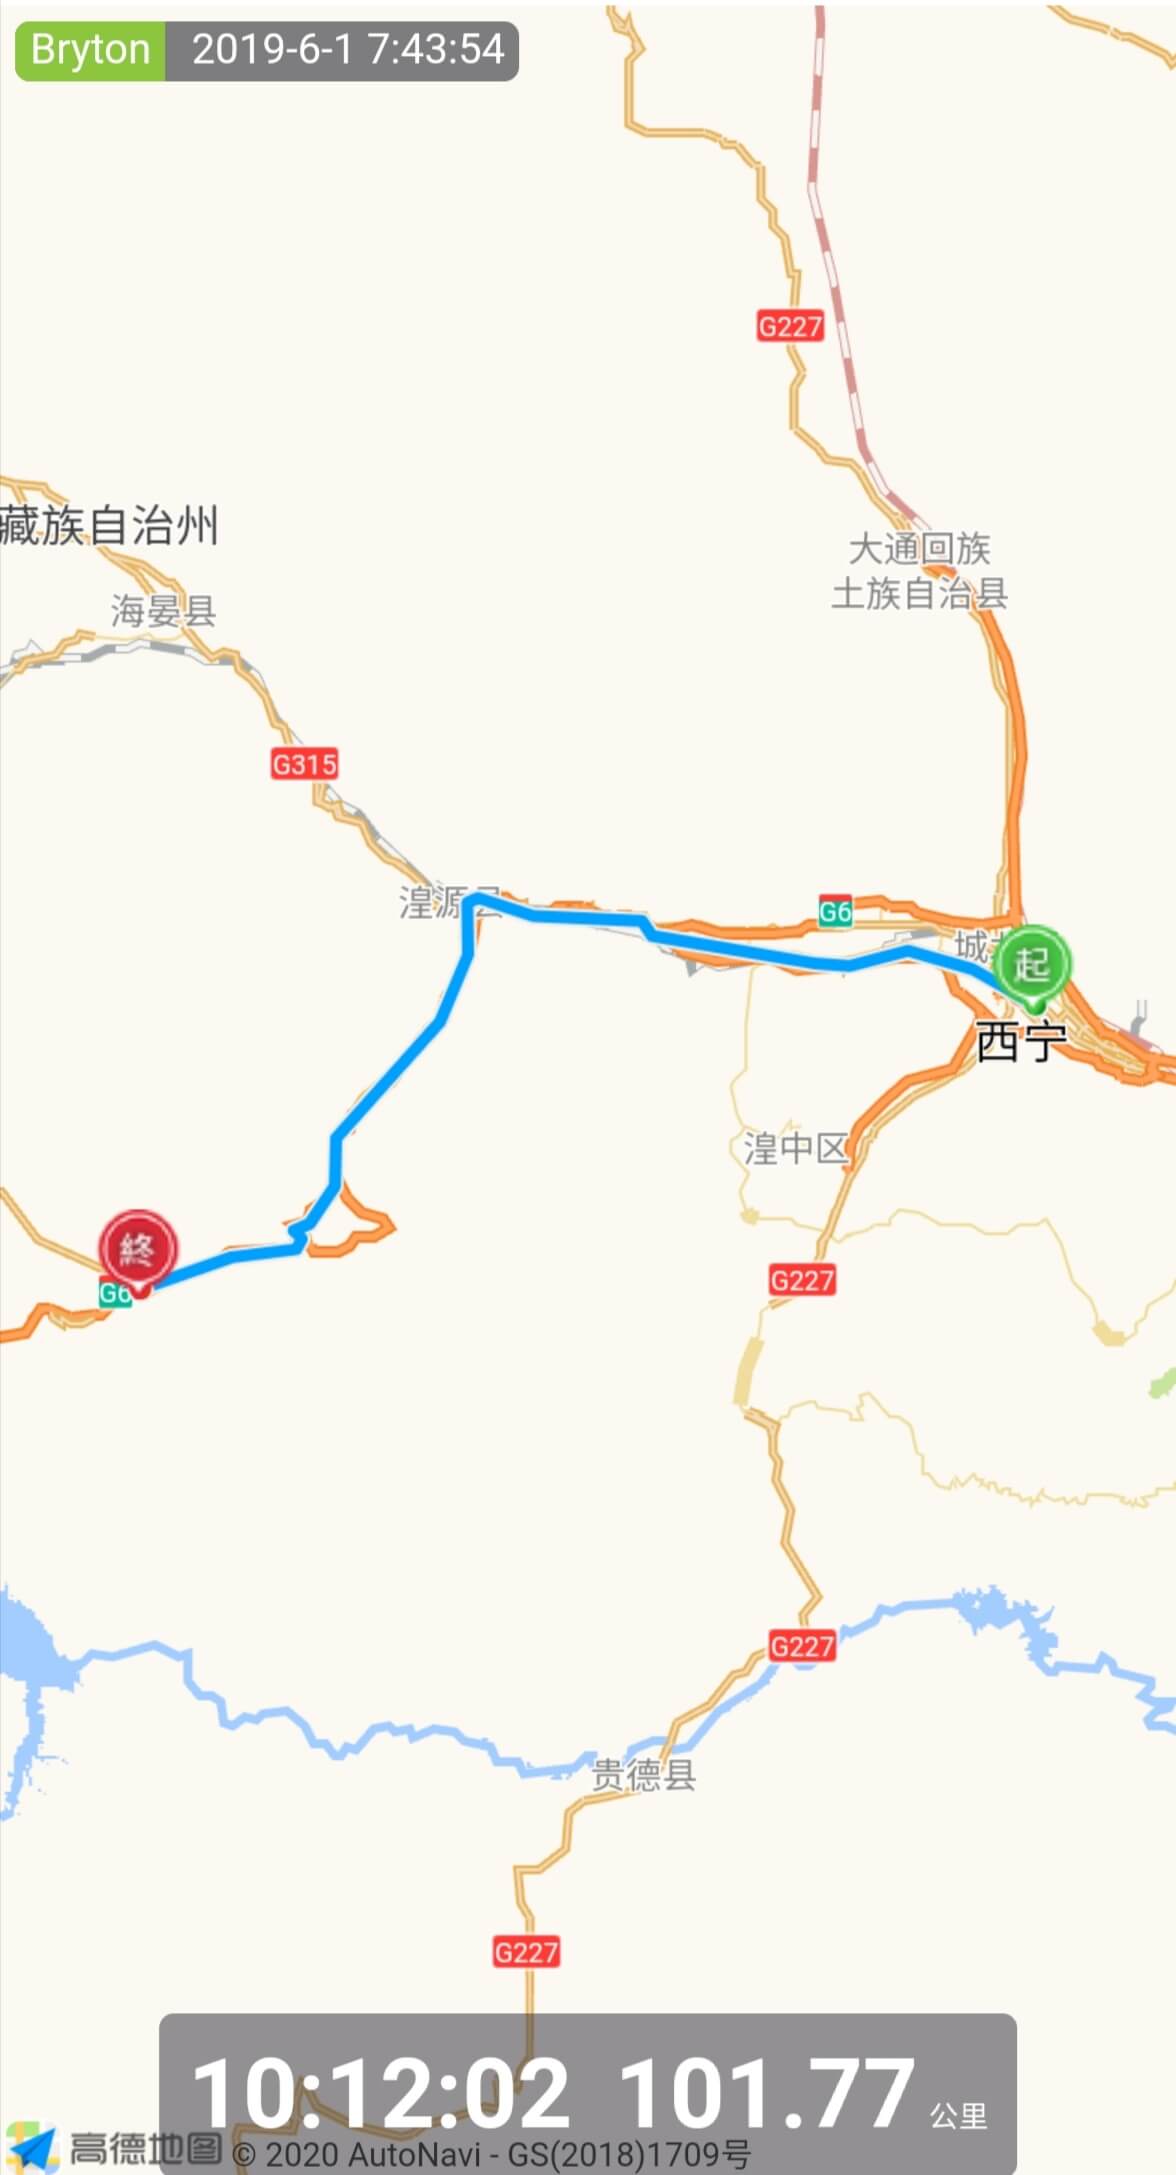 Bryton 2019-6-1 7:43:54
G227
藏族自治州
大通回族
土族自治县
海晏县
G315
湟源县
G6
起
西宁
湟中区
終
G6
G227
G227
贵德县
G227
10:12:02 101.77 公里
高德地图 © 2020 AutoNavi - GS(2018)1709号